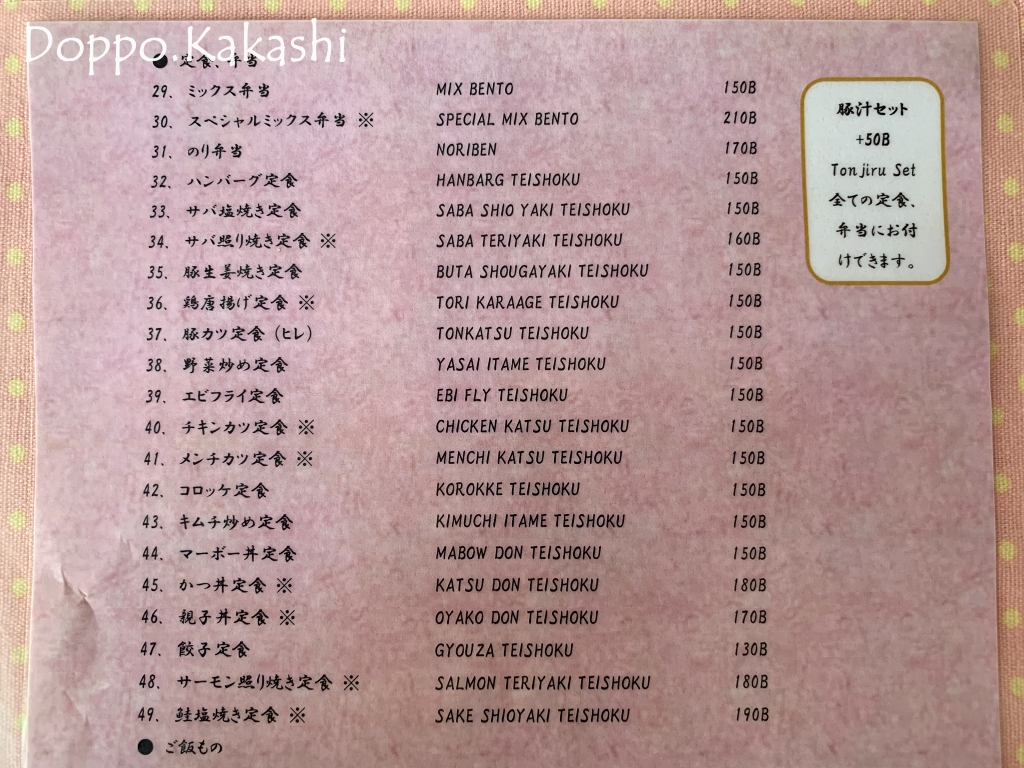 Doppo.Kakashi
● 定食、弁当
29. ミックス弁当 MIX BENTO 150B
30. スペシャルミックス弁当 ※ SPECIAL MIX BENTO 210B
31. のり弁当 NORIBEN 170B
32. ハンバーグ定食 HANBARG TEISHOKU 150B
33. サバ塩焼き定食 SABA SHIO YAKI TEISHOKU 150B
34. サバ照り焼き定食 ※ SABA TERIYAKI TEISHOKU 160B
35. 豚生姜焼き定食 BUTA SHOUGAYAKI TEISHOKU 150B
36. 鶏唐揚げ定食 ※ TORI KARAAGE TEISHOKU 150B
37. 豚カツ定食（ヒレ） TONKATSU TEISHOKU 150B
38. 野菜炒め定食 YASAI ITAME TEISHOKU 150B
39. エビフライ定食 EBI FLY TEISHOKU 150B
40. チキンカツ定食 ※ CHICKEN KATSU TEISHOKU 150B
41. メンチカツ定食 ※ MENCHI KATSU TEISHOKU 150B
42. コロッケ定食 KOROKKE TEISHOKU 150B
43. キムチ炒め定食 KIMUCHI ITAME TEISHOKU 150B
44. マーボー丼定食 MABOW DON TEISHOKU 150B
45. かつ丼定食 ※ KATSU DON TEISHOKU 180B
46. 親子丼定食 ※ OYAKO DON TEISHOKU 170B
47. 餃子定食 GYOUZA TEISHOKU 130B
48. サーモン照り焼き定食 ※ SALMON TERIYAKI TEISHOKU 180B
49. 鮭塩焼き定食 ※ SAKE SHIOYAKI TEISHOKU 190B
● ご飯もの
豚汁セット
+50B
Tonjiru Set
全ての定食、
弁当にお付
けできます。